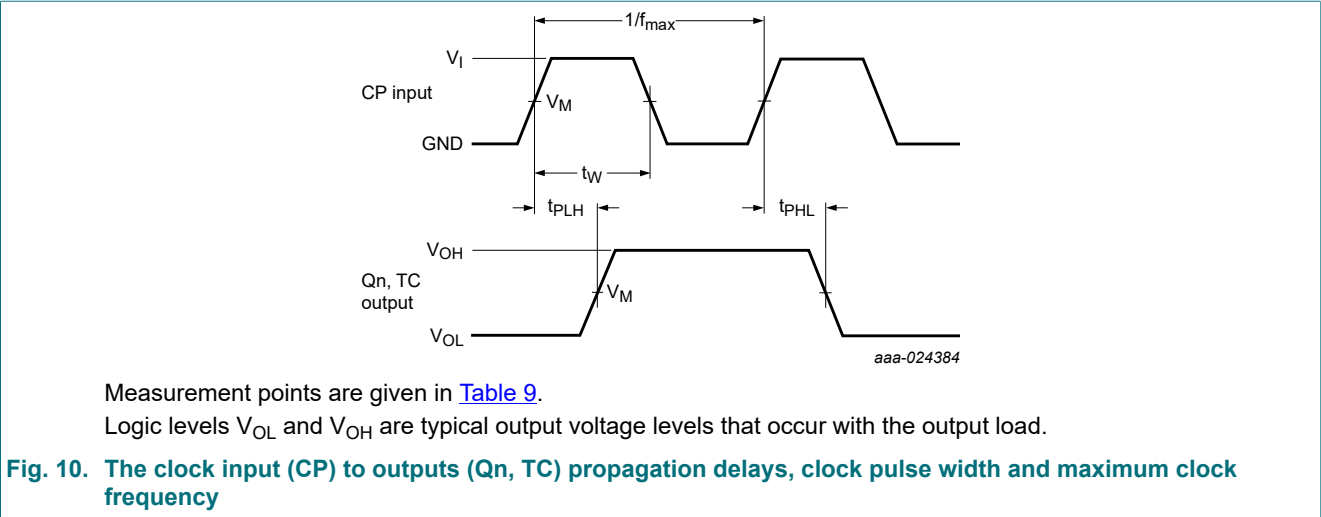 1/fmax
VI
CP input
VM
GND
tW
tPLH
tPHL
VOH
Qn, TC
output
VM
VOL
aaa-024384
Measurement points are given in Table 9.
Logic levels VOL and VOH are typical output voltage levels that occur with the output load.
Fig. 10. The clock input (CP) to outputs (Qn, TC) propagation delays, clock pulse width and maximum clock
frequency